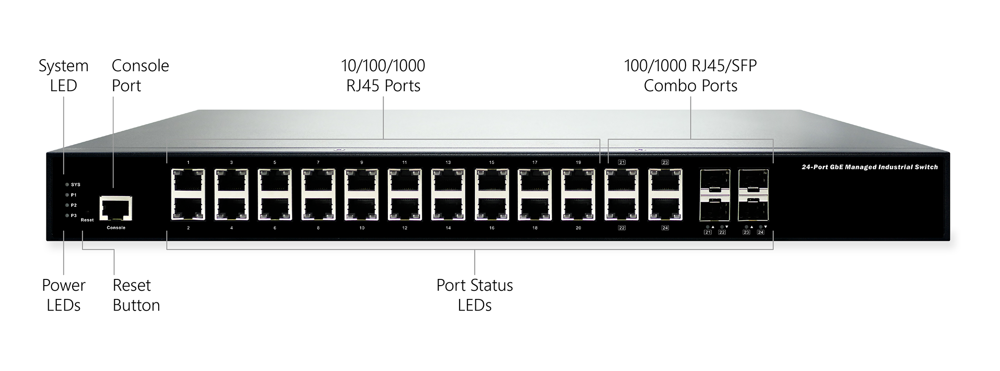 System
LED
Console
Port
10/100/1000
RJ45 Ports
100/1000 RJ45/SFP
Combo Ports
1 3 5 7 9 11 13 15 17 19 21 23
24-Port GbE Managed Industrial Switch
SYS
P1
P2
P3
Reset
Console
2 4 6 8 10 12 14 16 18 20 22 24
21 22 23 24
Power
LEDs
Reset
Button
Port Status
LEDs